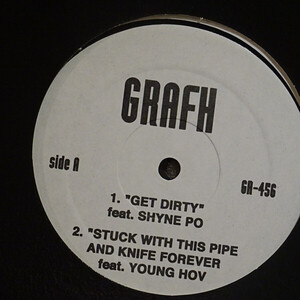 GRAFH
side A
GA-456
1. "GET DIRTY"
feat. SHYNE PO
2. "STUCK WITH THIS PIPE
AND KNIFE FOREVER
feat. YOUNG HOV